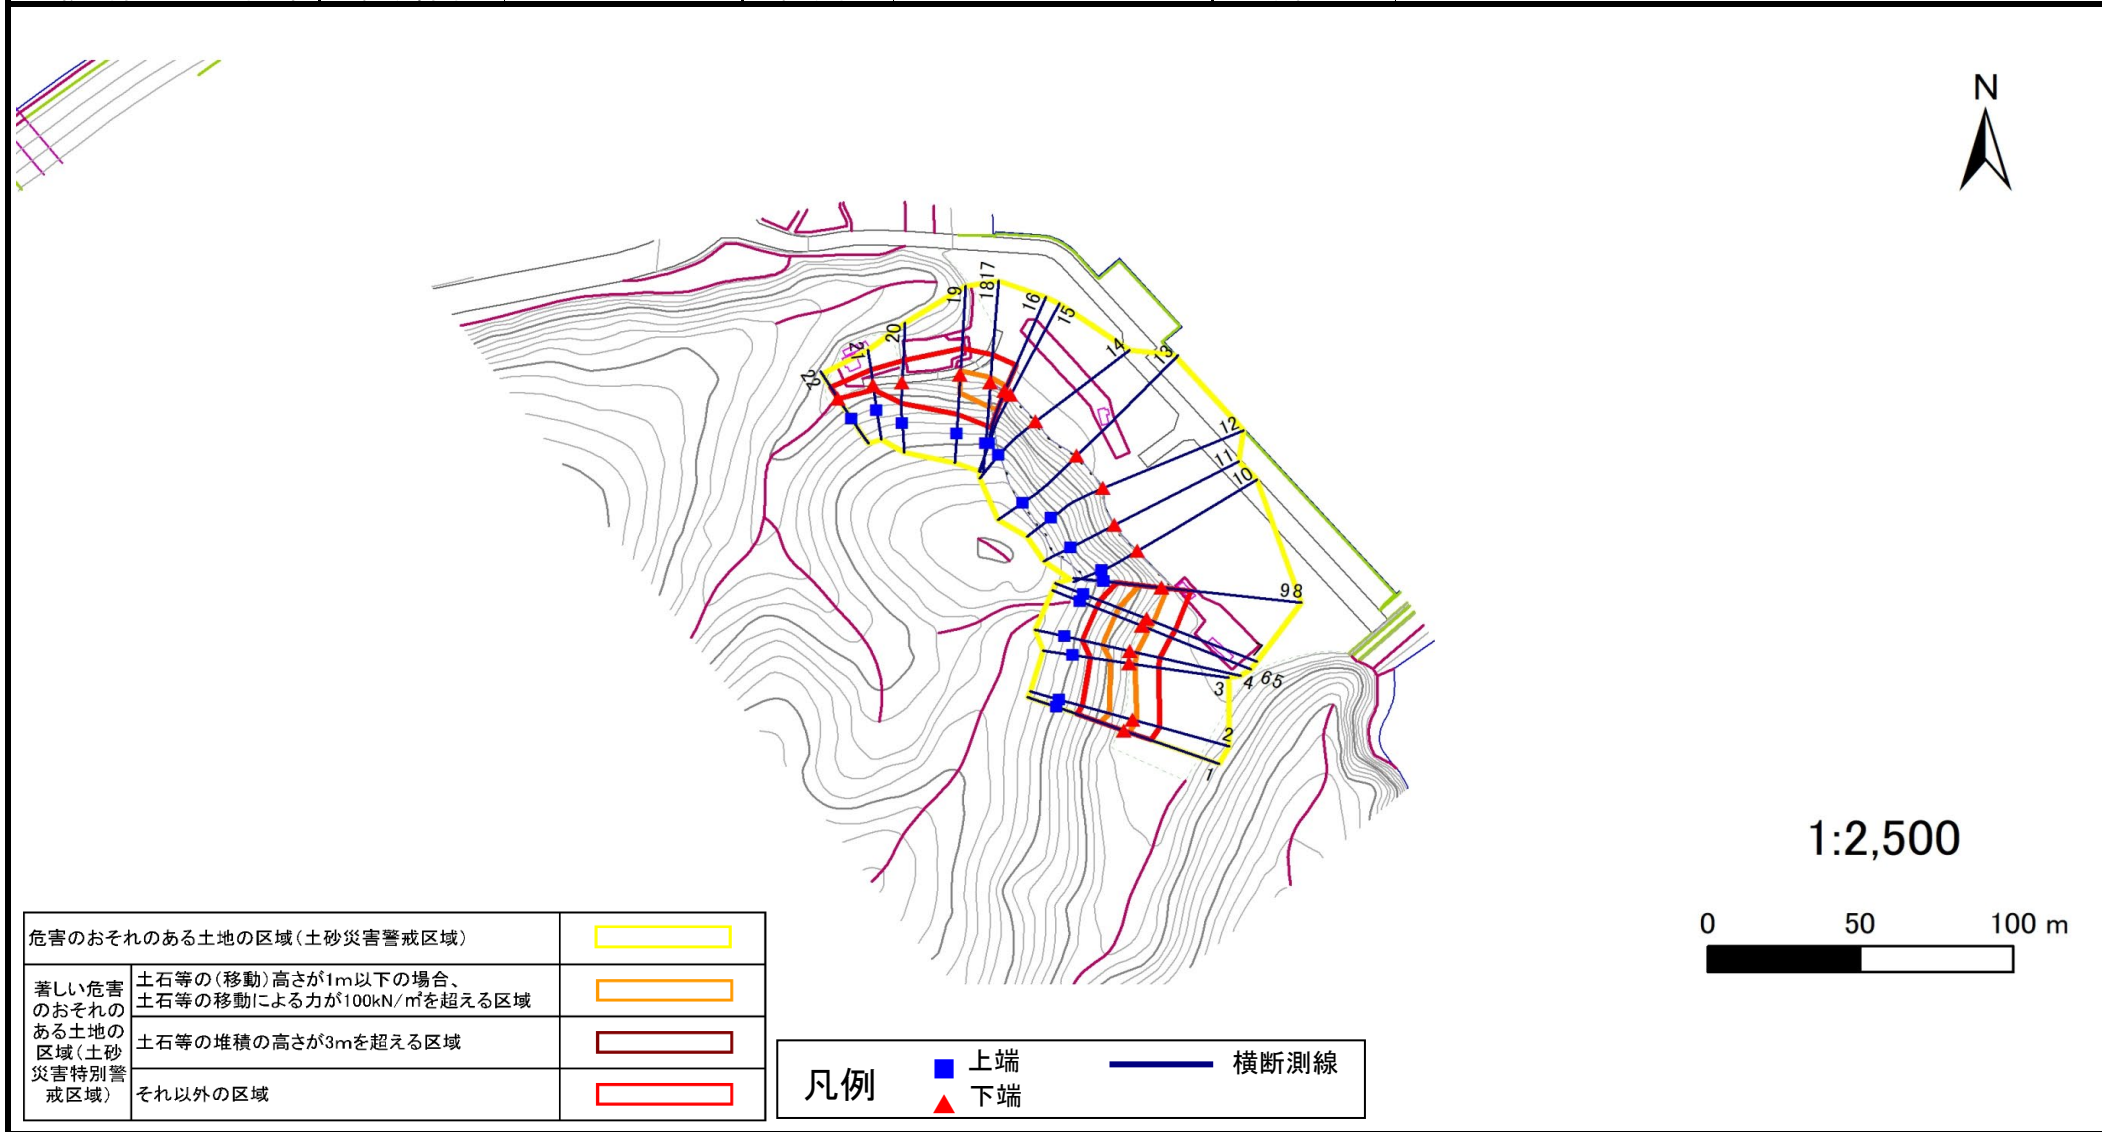 N
19
18 17
16
15
20
21
22
14
13
12
11
10
9 8
3 4 6 5
2
1
1:2,500
0 50 100 m
危害のおそれのある土地の区域(土砂災害警戒区域)
著しい危害
のおそれの
ある土地の
区域(土砂
災害特別警
戒区域)
土石等の(移動)高さが1m以下の場合、
土石等の移動による力が100kN/㎡を超える区域
土石等の堆積の高さが3mを超える区域
それ以外の区域
凡例
上端
下端
横断測線